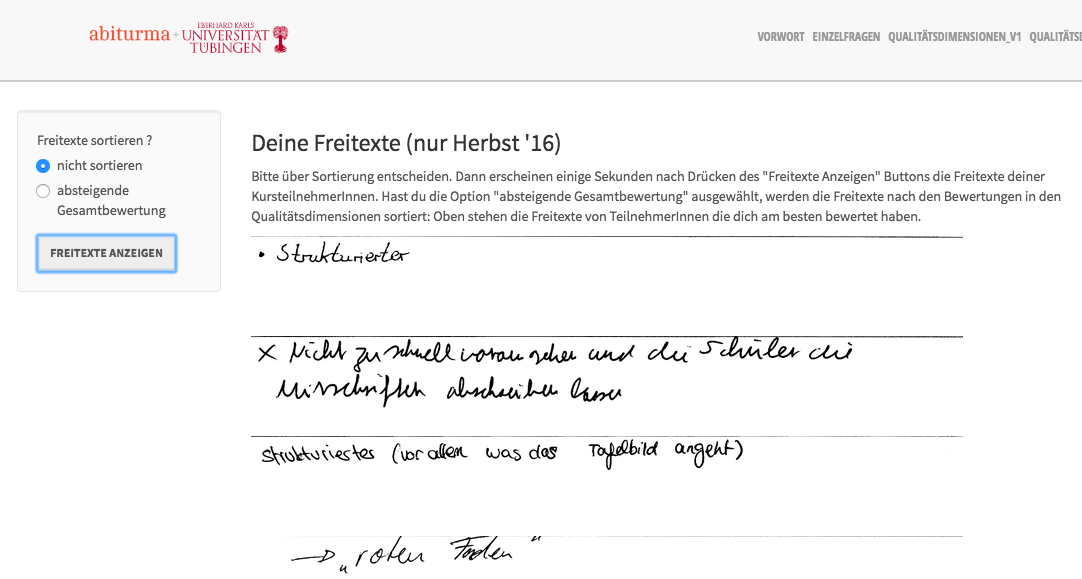 abiturma + EBERHARD KARLS
UNIVERSITÄT
TÜBINGEN
VORWORT EINZELFRAGEN QUALITÄTSDIMENSIONEN_V1 QUALITÄTSD
Freitexte sortieren ?
nicht sortieren
absteigende
Gesamtbewertung
FREITEXTE ANZEIGEN
Deine Freitexte (nur Herbst '16)
Bitte über Sortierung entscheiden. Dann erscheinen einige Sekunden nach Drücken des "Freitexte Anzeigen" Buttons die Freitexte deiner
KursteilnehmerInnen. Hast du die Option "absteigende Gesamtbewertung" ausgewählt, werden die Freitexte nach den Bewertungen in den
Qualitätsdimensionen sortiert: Oben stehen die Freitexte von TeilnehmerInnen die dich am besten bewertet haben.
• Strukturierter
x Nicht zu schnell voran gehen und die Schüler die
Mitschriften abschreiben lassen
strukturiertes (vor allem was das Tafelbild angeht)
→ „roten Faden“